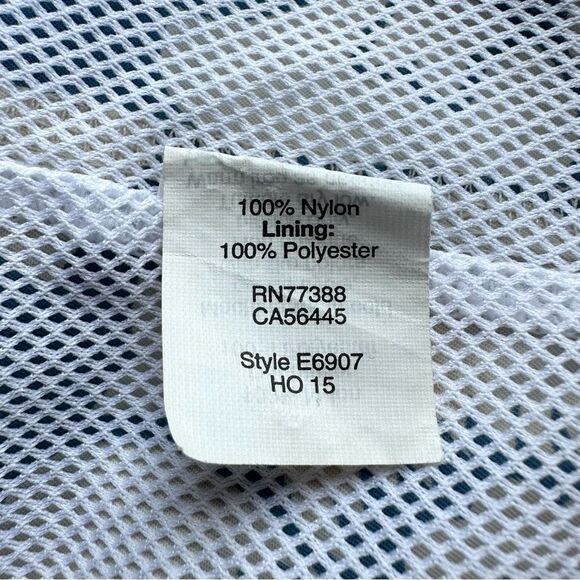 100% Nylon
Lining:
100% Polyester
RN77388
CA56445
Style E6907
HO 15